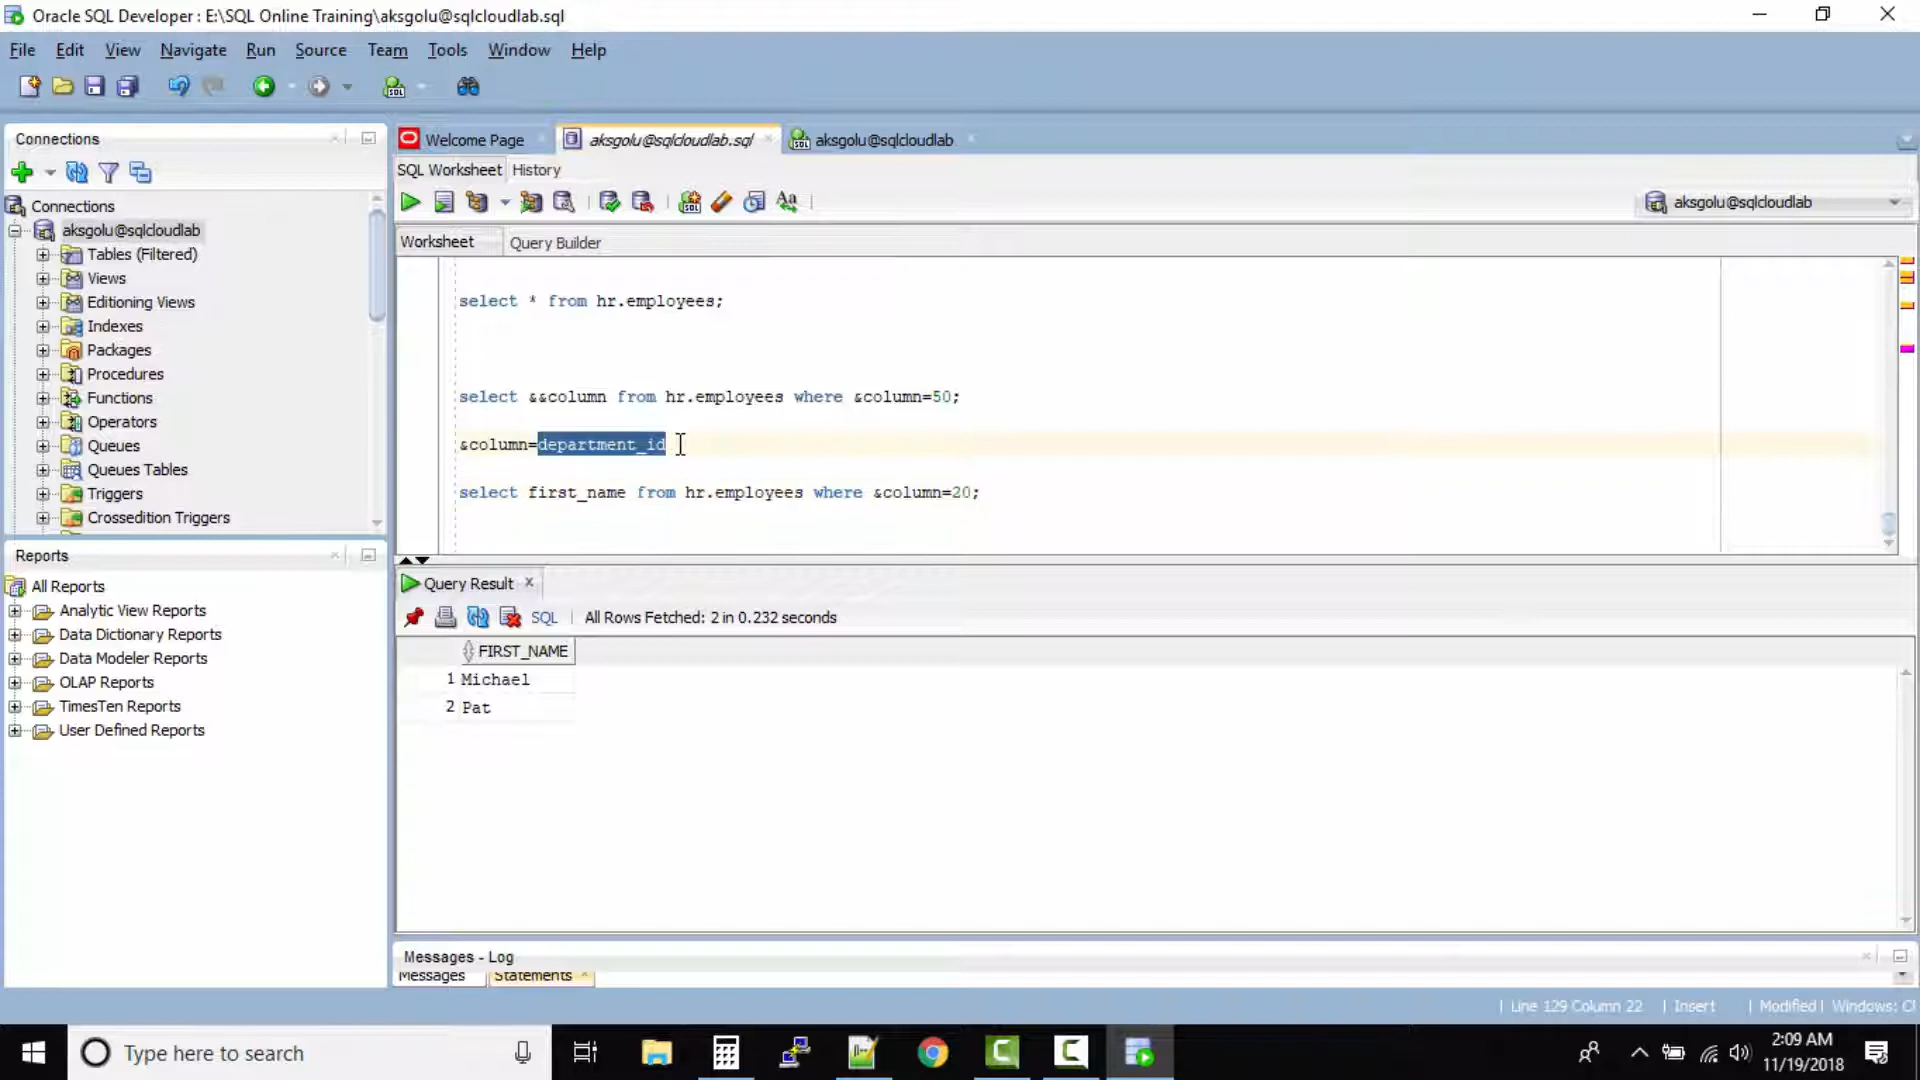 Oracle SQL Developer : E:\SQL Online Training\aksgolu@sqlcloudlab.sql
File Edit View Navigate Run Source Team Tools Window Help
Connections
Welcome Page
aksgolu@sqlcloudlab.sql
aksgolu@sqlcloudlab
SQL Worksheet History
aksgolu@sqlcloudlab
Worksheet Query Builder
Connections
aksgolu@sqlcloudlab
Tables (Filtered)
Views
Editioning Views
Indexes
Packages
Procedures
Functions
Operators
Queues
Queues Tables
Triggers
Crossedition Triggers
select * from hr.employees;
select &&column from hr.employees where &column=50;
&column=department_id
select first_name from hr.employees where &column=20;
Reports
All Reports
Analytic View Reports
Data Dictionary Reports
Data Modeler Reports
OLAP Reports
TimesTen Reports
User Defined Reports
Query Result
SQL All Rows Fetched: 2 in 0.232 seconds
FIRST_NAME
1 Michael
2 Pat
Messages - Log
Messages Statements
Line 129 Column 22 | Insert | Modified | Windows:
Type here to search
2:09 AM
11/19/2018